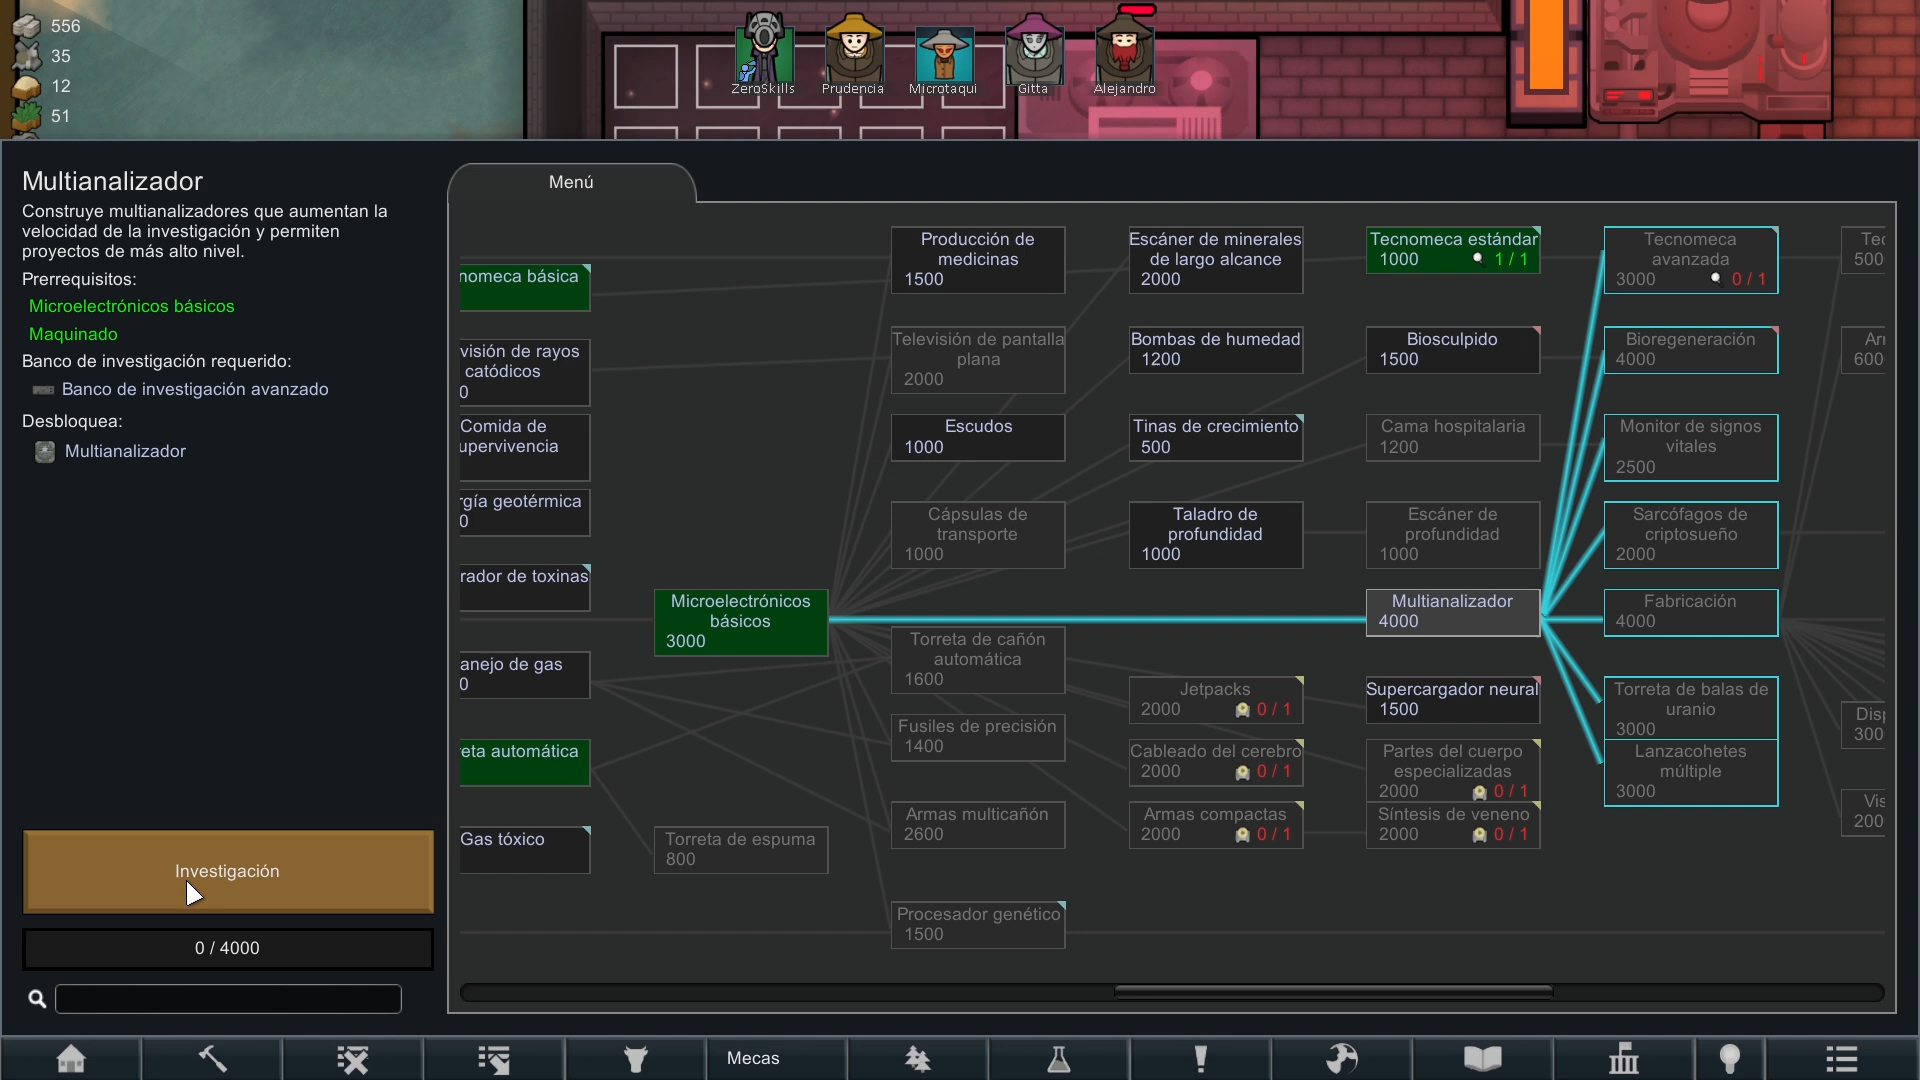 556
35
12
51
ZeroSkills
Prudencia
Microtaqui
Gitta
Alejandro
Multianalizador
Construye multianalizadores que aumentan la
velocidad de la investigación y permiten
proyectos de más alto nivel.
Prerrequisitos:
Microelectrónicos básicos
Maquinado
Banco de investigación requerido:
Banco de investigación avanzado
Desbloquea:
Multianalizador
Investigación
0 / 4000
Menú
nomeca básica
visión de rayos
catódicos
0
Comida de
upervivencia
rgía geotérmica
0
rador de toxinas
anejo de gas
0
eta automática
Gas tóxico
Microelectrónicos
básicos
3000
Torreta de espuma
800
Producción de
medicinas
1500
Televisión de pantalla
plana
2000
Escudos
1000
Cápsulas de
transporte
1000
Torreta de cañón
automática
1600
Fusiles de precisión
1400
Armas multicañón
2600
Procesador genético
1500
Escáner de minerales
de largo alcance
2000
Bombas de humedad
1200
Tinas de crecimiento
500
Taladro de
profundidad
1000
Jetpacks
2000 0 / 1
Cableado del cerebro
2000 0 / 1
Armas compactas
2000 0 / 1
Tecnomeca estándar
1000 1 / 1
Biosculpido
1500
Cama hospitalaria
1200
Escáner de
profundidad
1000
Multianalizador
4000
Supercargador neural
1500
Partes del cuerpo
especializadas
2000 0 / 1
Síntesis de veneno
2000 0 / 1
Tecnomeca
avanzada
3000 0 / 1
Bioregeneración
4000
Monitor de signos
vitales
2500
Sarcófagos de
criptosueño
2000
Fabricación
4000
Torreta de balas de
uranio
3000
Lanzacohetes
múltiple
3000
Tec
500
Arr
600
Disp
300
Vis
200
Mecas